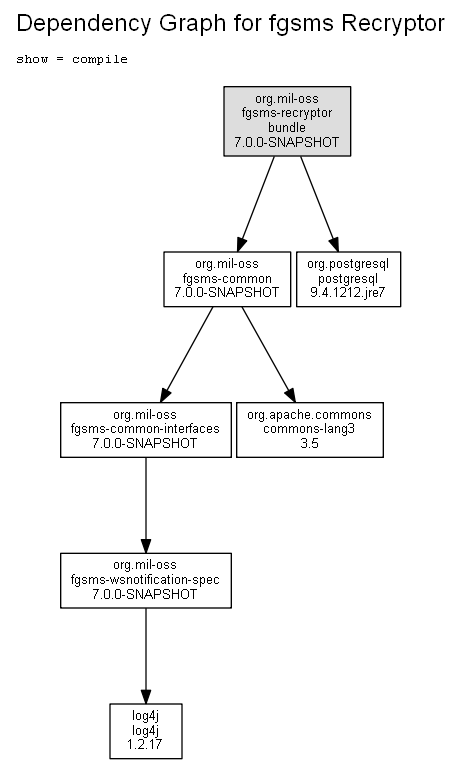 Dependency Graph for fgsms Recryptor
show = compile
org.mil-oss
fgsms-recryptor
bundle
7.0.0-SNAPSHOT
org.mil-oss
fgsms-common
7.0.0-SNAPSHOT
org.postgresql
postgresql
9.4.1212.jre7
org.mil-oss
fgsms-common-interfaces
7.0.0-SNAPSHOT
org.apache.commons
commons-lang3
3.5
org.mil-oss
fgsms-wsnotification-spec
7.0.0-SNAPSHOT
log4j
log4j
1.2.17